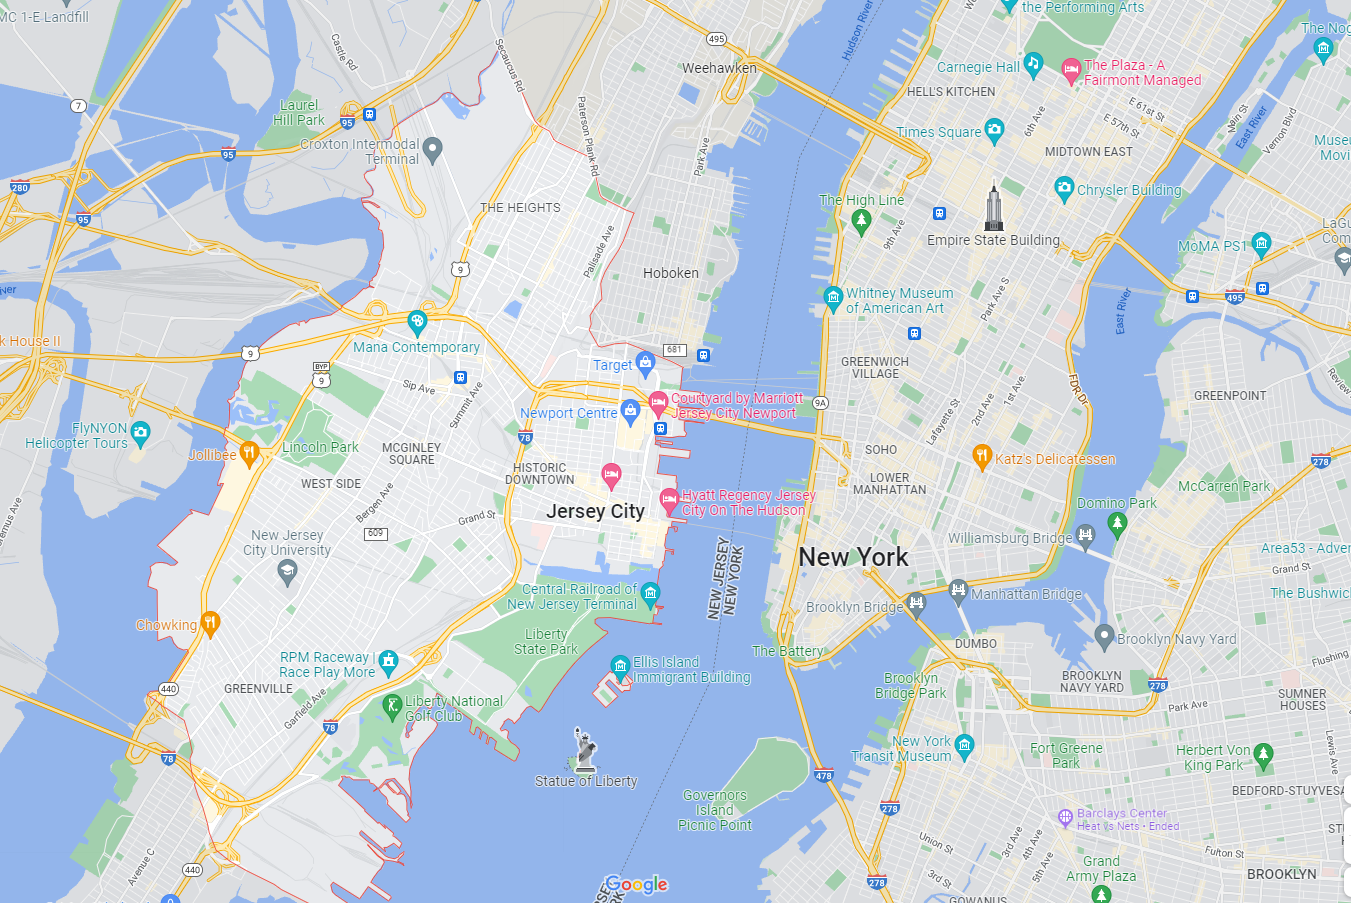 MC 1-E Landfill
the Performing Arts
The Nog
Castle Rd
Secaucus Rd
495
Weehawken
Hudson River
Carnegie Hall
The Plaza - A
Fairmont Managed
HELL'S KITCHEN
7
Laurel
Hill Park
95
Paterson Plank Rd
6th Ave
E 61st St
E 57th St
Main St
East River
Vernon Blvd
Times Square
Museu
Movi
Croxton Intermodal
Terminal
95
Park Ave
MIDTOWN EAST
280
95
THE HEIGHTS
Chrysler Building
The High Line
9th Ave
Empire State Building
LaGu
Com
MoMA PS1
Palisade Ave
9
Hoboken
Park Ave S
East River
495
Whitney Museum
of American Art
k House II
9
Mana Contemporary
681
GREENWICH
VILLAGE
BYP
9
Sip Ave
Summit Ave
Target
FDR Dr
1st Ave.
2nd Ave
Lafayette St
GREENPOINT
Review
Newport Centre
Courtyard by Marriott
Jersey City Newport
9A
FlyNYON
Helicopter Tours
78
Jollibee
Lincoln Park
MCGINLEY
SQUARE
SOHO
Katz's Delicatessen
278
HISTORIC
DOWNTOWN
LOWER
MANHATTAN
McCarren Park
WEST SIDE
Bergen Ave
Grand St
Jersey City
Hyatt Regency Jersey
City On The Hudson
Domino Park
609
New Jersey
City University
Williamsburg Bridge
Area53 - Adver
NEW JERSEY
NEW YORK
New York
Grand St
Central Railroad of
New Jersey Terminal
Brooklyn Bridge
Manhattan Bridge
The Bushwic
Chowking
Liberty
State Park
The Battery
DUMBO
Brooklyn Navy Yard
Flushing
RPM Raceway |
Race Play More
Ellis Island
Immigrant Building
440
GREENVILLE
Garfield Ave
Liberty National
Golf Club
Brooklyn
Bridge Park
BROOKLYN
NAVY YARD
278
Park Ave
SUMNER
HOUSES
78
78
New York
Transit Museum
Fort Greene
Park
Herbert Von
King Park
Lewis Ave
Statue of Liberty
478
Governors
Island
Picnic Point
278
BEDFORD-STUYVESA
Barclays Center
Heat vs Nets • Ended
Avenue C
440
Union St
3rd Ave
4th Ave
Fulton St
Grand
Army Plaza
BROOKLYN
Google
278
3rd St
GOWANUS